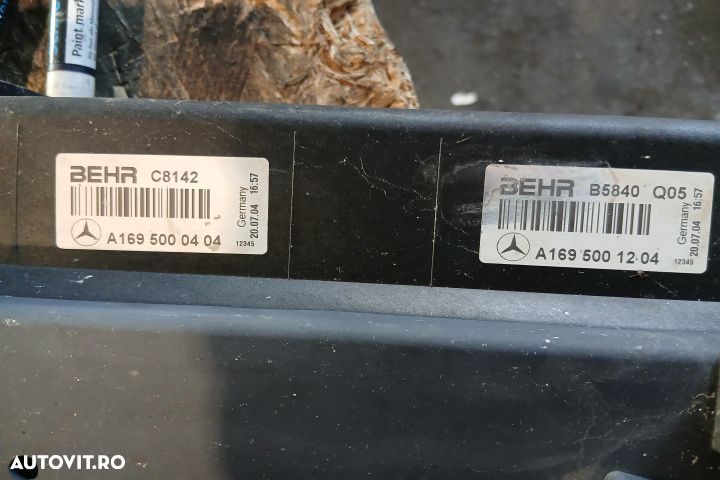 Paint mark
BEHR C8142
A169 500 04 04
Germany
20.07.04 16:57
12345
BEHR B5840 Q05
A169 500 12 04
Germany
20.07.04 16:57
12345
AUTOVIT.RO